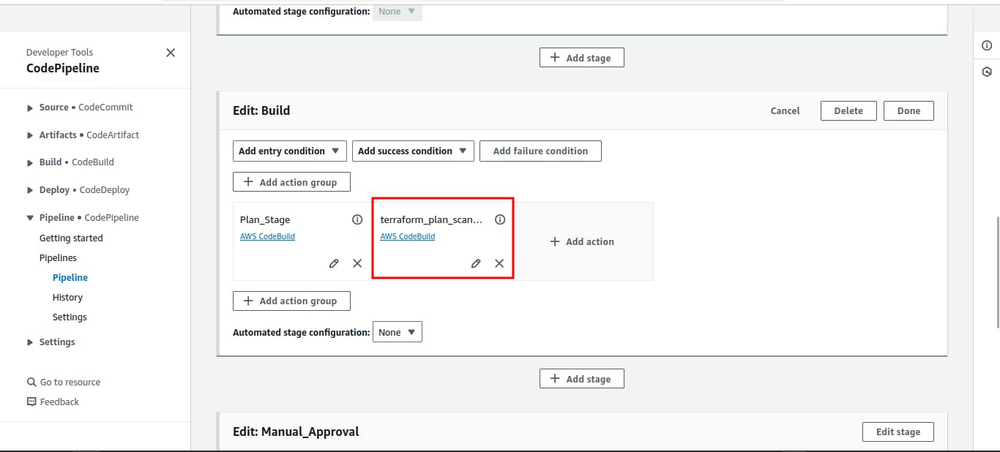 Automated stage configuration: None
Developer Tools
CodePipeline
Source • CodeCommit
Artifacts • CodeArtifact
Build • CodeBuild
Deploy • CodeDeploy
Pipeline • CodePipeline
Getting started
Pipelines
Pipeline
History
Settings
Settings
Go to resource
Feedback
Add stage
Edit: Build
Cancel Delete Done
Add entry condition Add success condition Add failure condition
Add action group
Plan_Stage terraform_plan_scan...
AWS CodeBuild AWS CodeBuild
Add action
Add action group
Automated stage configuration: None
Add stage
Edit: Manual_Approval Edit stage